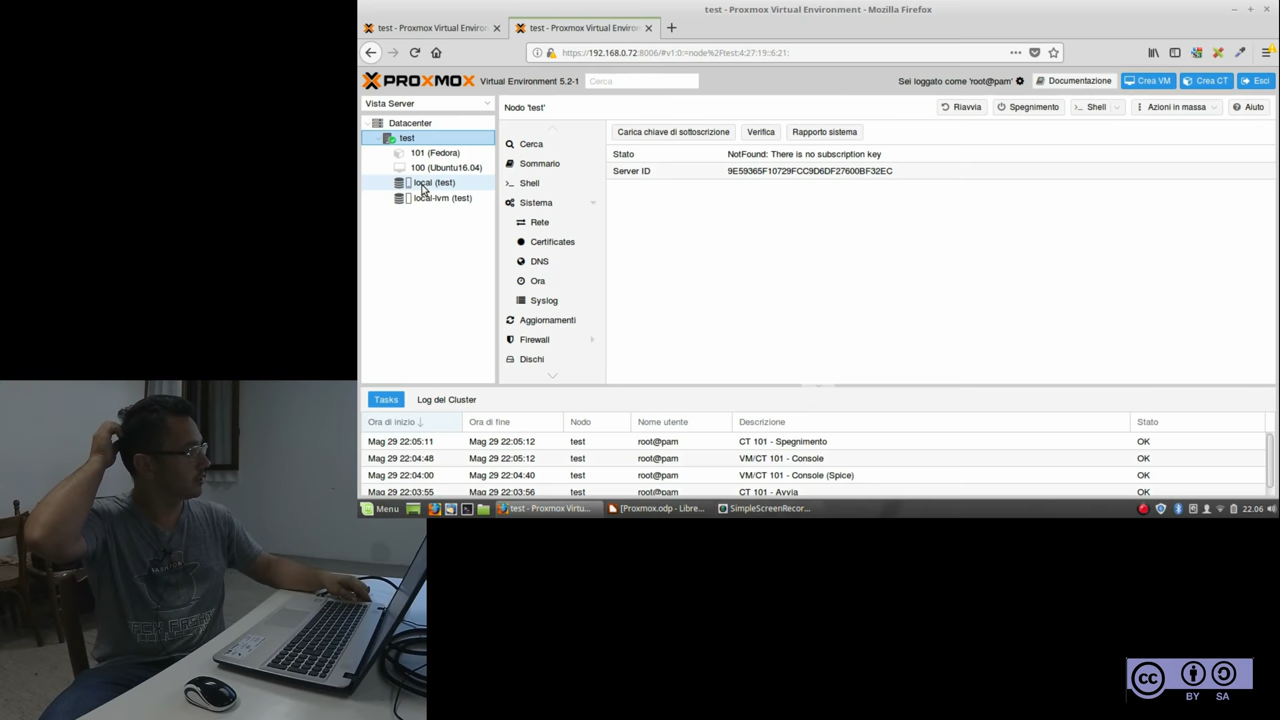 test - Proxmox Virtual Environment - Mozilla Firefox
test - Proxmox Virtual Environ
test - Proxmox Virtual Environ
https://192.168.0.72:8006/#v1:0:=node%2Ftest:4:27:19::6:21:
PROXMOX Virtual Environment 5.2-1 Cerca Sei loggato come 'root@pam' Documentazione Crea VM Crea CT Esci
Vista Server
Datacenter
test
101 (Fedora)
100 (Ubuntu16.04)
local (test)
local-lvm (test)
Nodo 'test' Riavvia Spegnimento Shell Azioni in massa Aiuto
Cerca
Sommario
Shell
Sistema
Rete
Certificates
DNS
Ora
Syslog
Aggiornamenti
Firewall
Dischi
Carica chiave di sottoscrizione Verifica Rapporto sistema
Stato NotFound: There is no subscription key
Server ID 9E59365F10729FCC9D6DF27600BF32EC
Tasks Log del Cluster
Ora di inizio Ora di fine Nodo Nome utente Descrizione Stato
Mag 29 22:05:11 Mag 29 22:05:12 test root@pam CT 101 - Spegnimento OK
Mag 29 22:04:48 Mag 29 22:05:12 test root@pam VM/CT 101 - Console OK
Mag 29 22:04:00 Mag 29 22:04:40 test root@pam VM/CT 101 - Console (Spice) OK
Mag 29 22:03:55 Mag 29 22:03:56 test root@pam CT 101 - Avvia OK
Menu test - Proxmox Virtu... [Proxmox.odp - Libre... SimpleScreenRecor... 22.06
cc BY SA